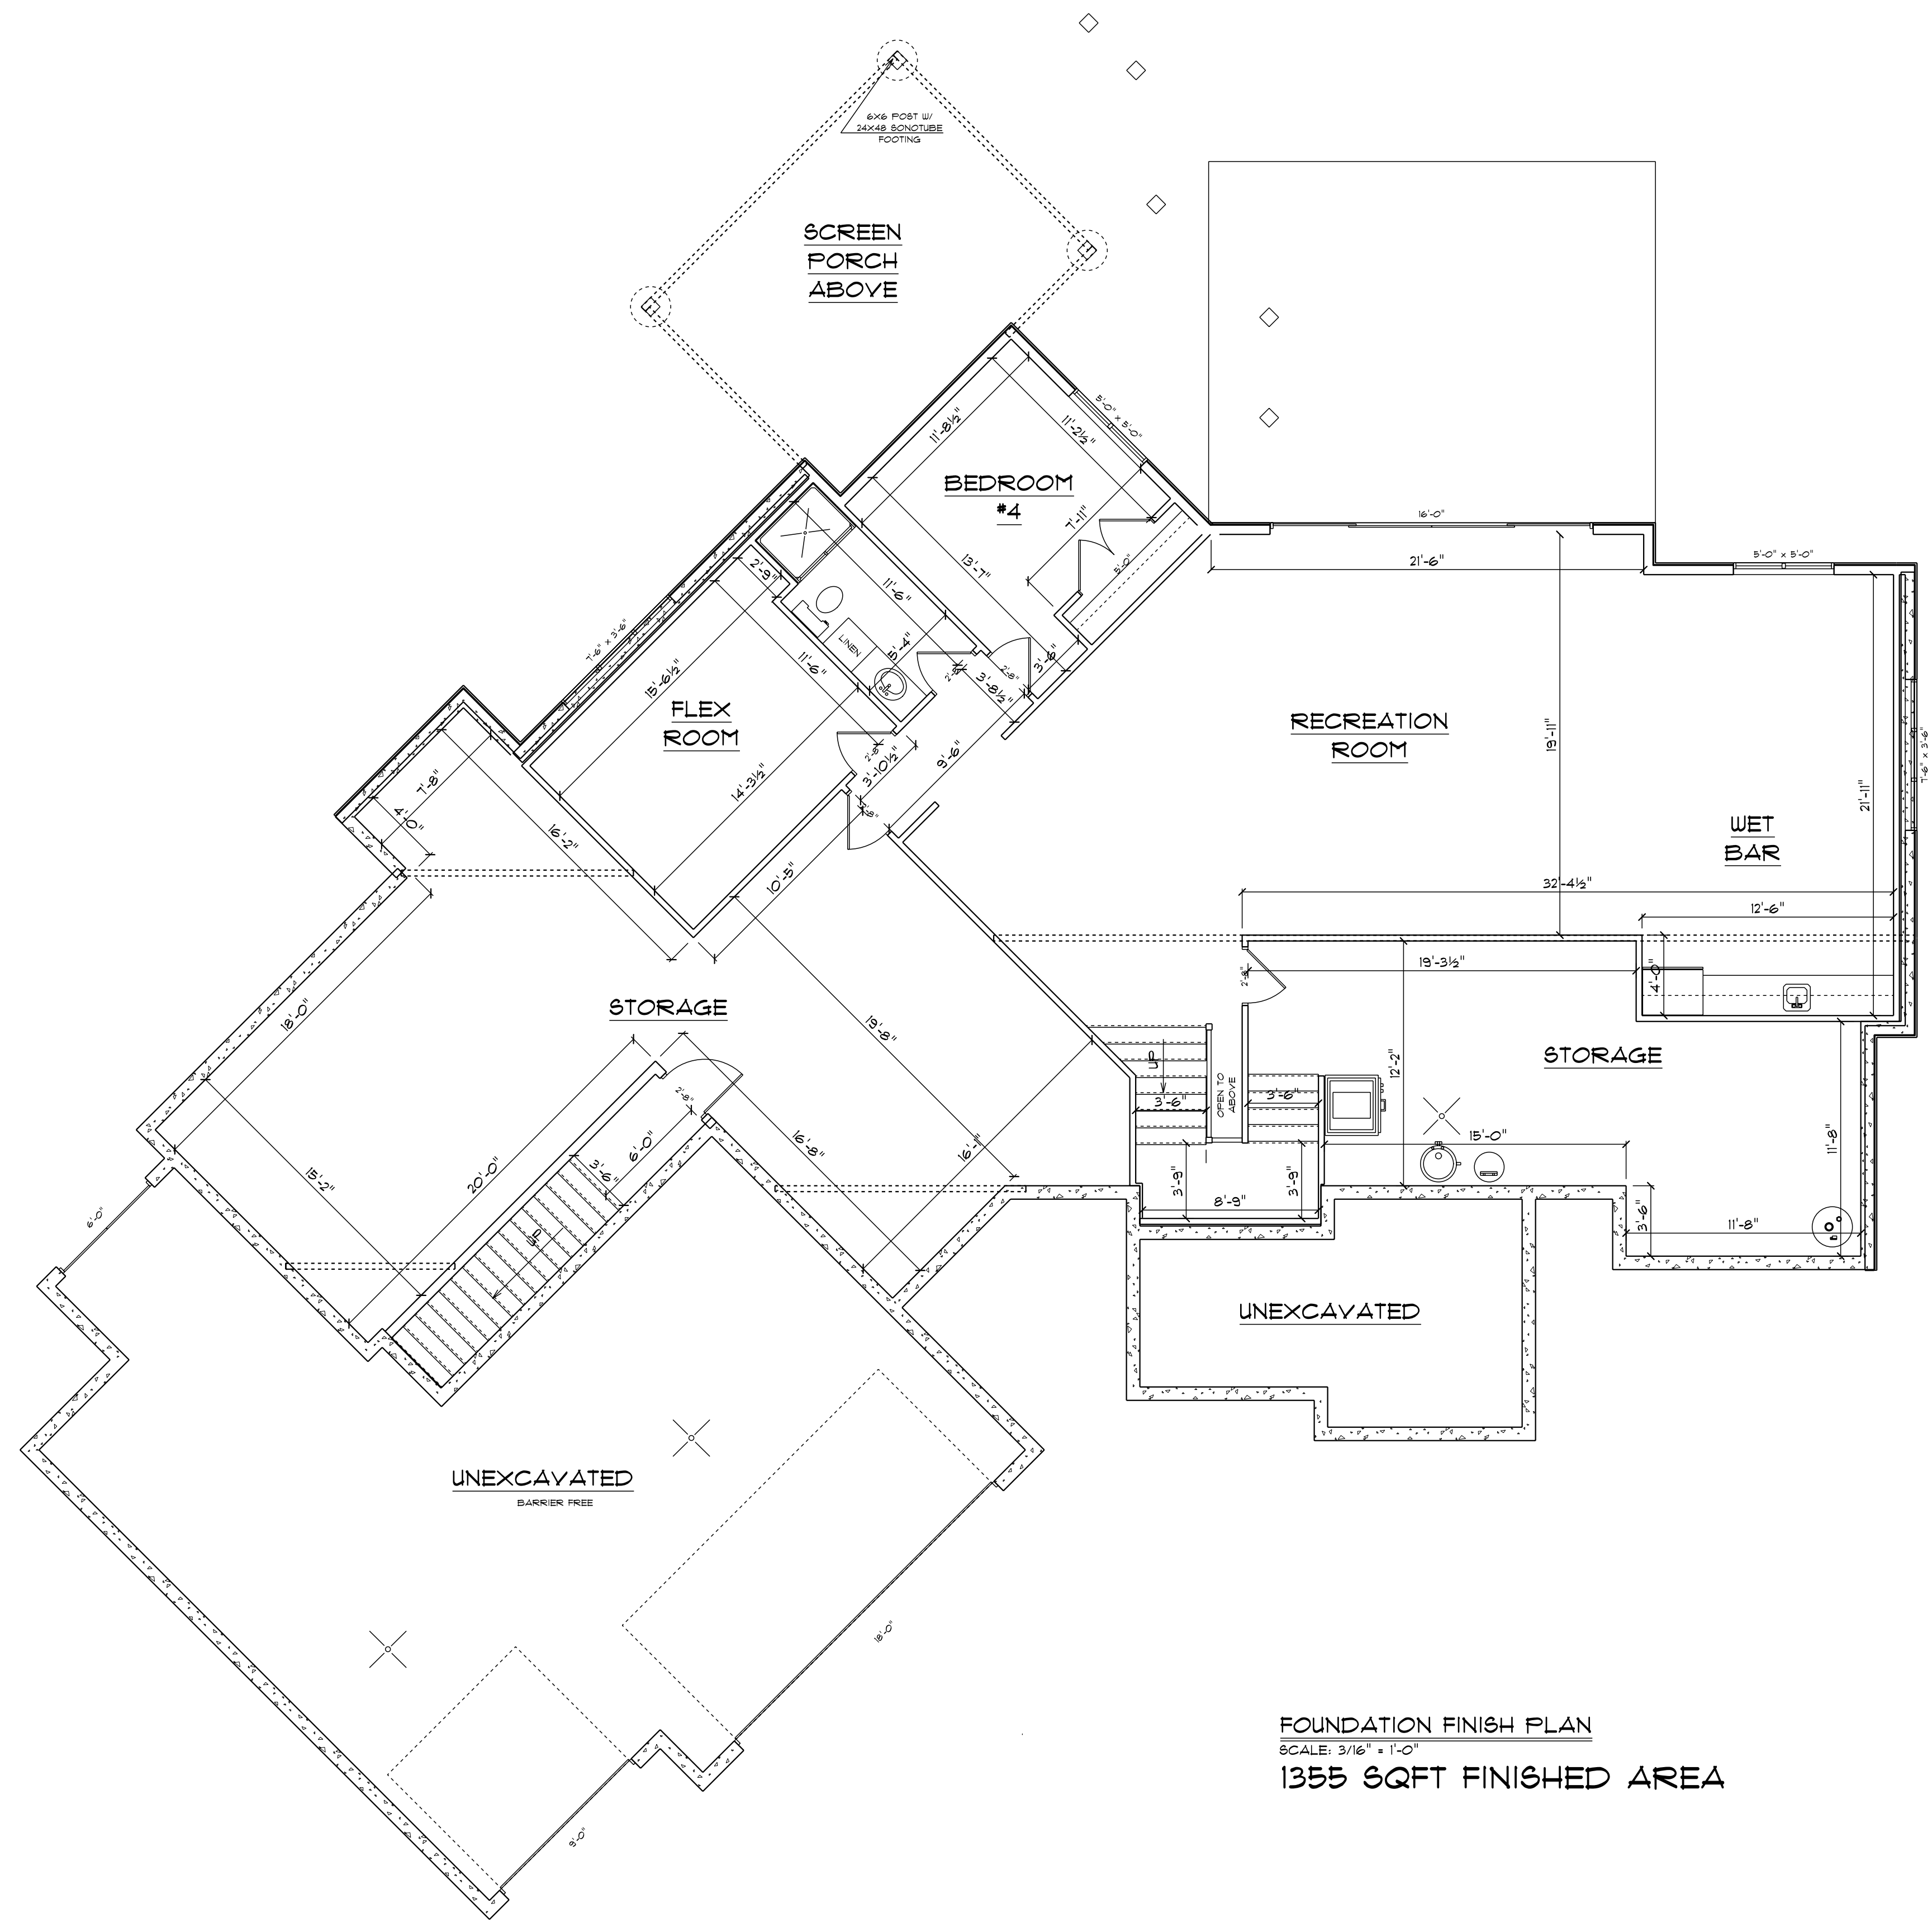 6X6 POST W/
24X48 SONOTUBE
FOOTING
SCREEN
PORCH
ABOVE
5'-0" x 5'-0"
11'-8½"
11'-2½"
BEDROOM
#4
7'-11"
5'-0"
13'-7"
16'-0"
21'-6"
5'-0" x 5'-0"
2'-9"
11'-6"
LINEN
5'-4"
2'-8"
2'-8"
3'-6"
3'-8½"
7'-6" x 3'-6"
15'-6½"
11'-6"
FLEX
ROOM
14'-3½"
2'-8"
3'-10½"
9'-6"
2'-8"
RECREATION
ROOM
19'-11"
21'-11"
7'-6" x 3'-6"
WET
BAR
32'-4½"
12'-6"
7'-8"
4'-0"
16'-2"
10'-5"
19'-3½"
4'-0"
2'-8"
18'-0"
STORAGE
19'-8"
STORAGE
12'-2"
UP
OPEN TO
ABOVE
3'-6"
3'-6"
15'-0"
11'-8"
2'-8"
6'-0"
16'-8"
3'-6"
20'-0"
15'-2"
3'-9"
3'-9"
8'-9"
3'-6"
11'-8"
6'-0"
UP
UNEXCAVATED
UNEXCAVATED
BARRIER FREE
18'-0"
9'-0"
FOUNDATION FINISH PLAN
SCALE: 3/16" = 1'-0"
1355 SQFT FINISHED AREA